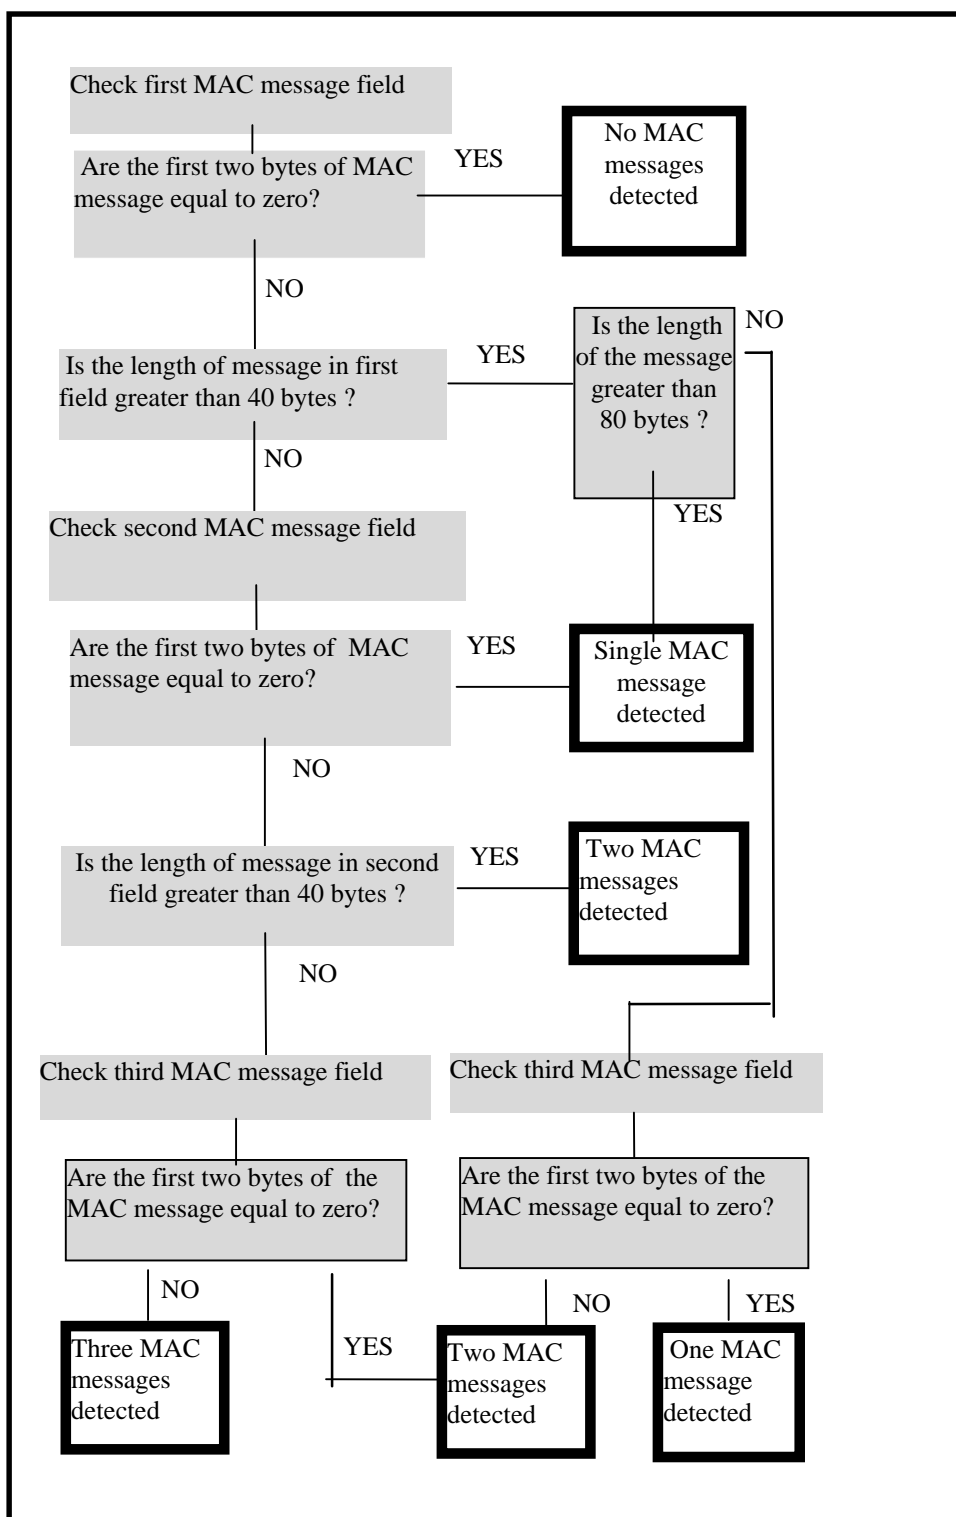 Check first MAC message field
Are the first two bytes of MAC
message equal to zero?
YES
No MAC
messages
detected
NO
Is the length of message in first
field greater than 40 bytes ?
YES
Is the length
of the message
greater than
80 bytes ?
NO
NO
YES
Check second MAC message field
Are the first two bytes of MAC
message equal to zero?
YES
Single MAC
message
detected
NO
Is the length of message in second
field greater than 40 bytes ?
YES
Two MAC
messages
detected
NO
Check third MAC message field
Check third MAC message field
Are the first two bytes of the
MAC message equal to zero?
Are the first two bytes of the
MAC message equal to zero?
NO
YES
NO
YES
Three MAC
messages
detected
Two MAC
messages
detected
One MAC
message
detected